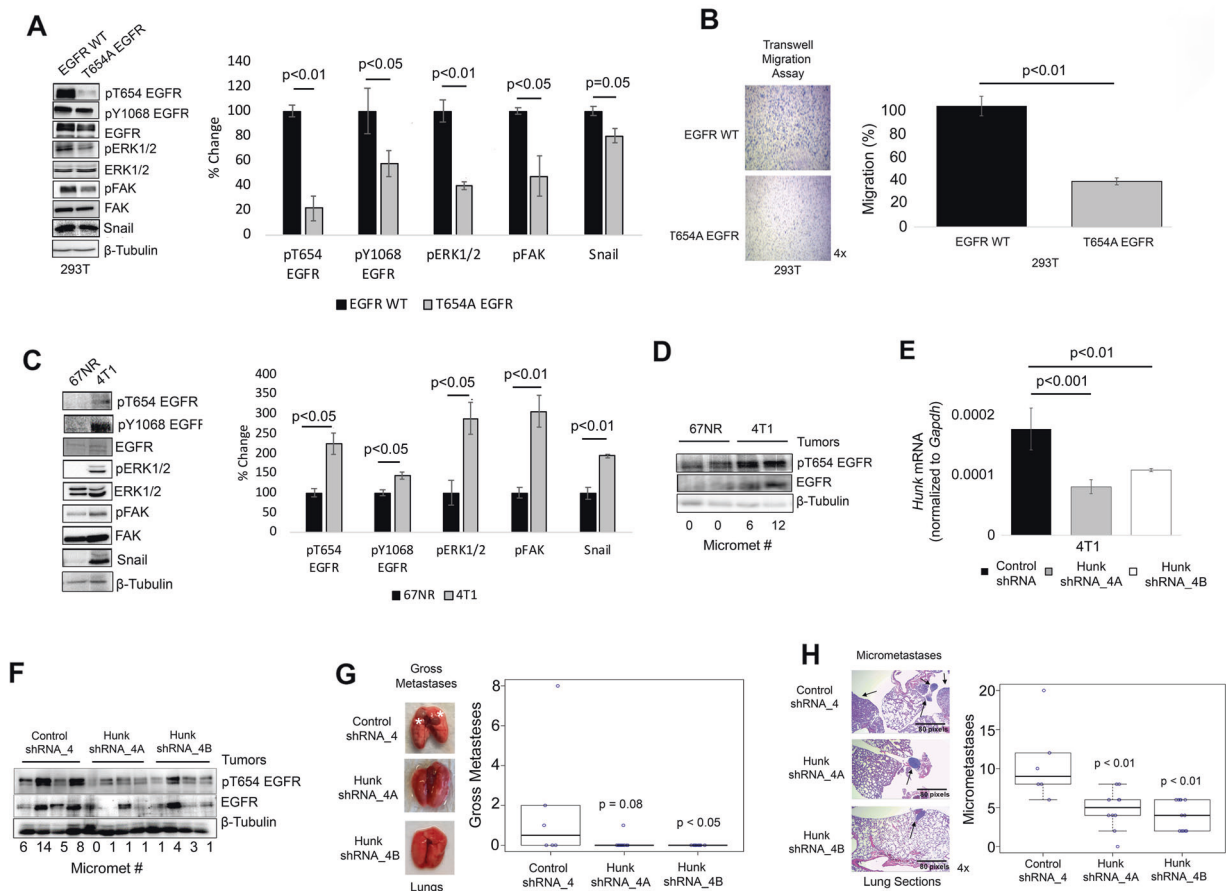 A
EGFR WT
T654A EGFR
pT654 EGFR
pY1068 EGFR
EGFR
pERK1/2
ERK1/2
pFAK
FAK
Snail
β-Tubulin
293T
% Change
140
120
100
80
60
40
20
0
p<0.01
p<0.05
p<0.01
p<0.05
p=0.05
pT654
EGFR
pY1068
EGFR
pERK1/2
pFAK
Snail
EGFR WT
T654A EGFR
B
Transwell
Migration
Assay
EGFR WT
T654A EGFR
4x
293T
Migration (%)
100
80
60
40
20
0
p<0.01
EGFR WT
T654A EGFR
293T
C
67NR
4T1
pT654 EGFR
pY1068 EGFR
EGFR
pERK1/2
ERK1/2
pFAK
FAK
Snail
β-Tubulin
% Change
400
350
300
250
200
150
100
50
0
p<0.05
p<0.05
p<0.05
p<0.01
p<0.01
pT654
EGFR
pY1068
EGFR
pERK1/2
pFAK
Snail
67NR
4T1
D
67NR 4T1
Tumors
pT654 EGFR
EGFR
β-Tubulin
0 0 6 12
Micromet #
E
Hunk mRNA
(normalized to Gapdh)
0.0002
0.0001
0
p<0.01
p<0.001
4T1
Control
shRNA
Hunk
shRNA_4A
Hunk
shRNA_4B
F
Control
shRNA_4
Hunk
shRNA_4A
Hunk
shRNA_4B
Tumors
pT654 EGFR
EGFR
β-Tubulin
6 14 5 8 0 1 1 1 1 4 3 1
Micromet #
G
Gross
Metastases
Control
shRNA_4
Hunk
shRNA_4A
Hunk
shRNA_4B
Lungs
* *
Gross Metasteses
8
6
4
2
0
p = 0.08
p < 0.05
Control
shRNA_4
Hunk
shRNA_4A
Hunk
shRNA_4B
H
Micrometastases
Control
shRNA_4
Hunk
shRNA_4A
Hunk
shRNA_4B
80 pixels
80 pixels
80 pixels
4x
Lung Sections
Micrometastases
20
15
10
5
0
p < 0.01
p < 0.01
Control
shRNA_4
Hunk
shRNA_4A
Hunk
shRNA_4B